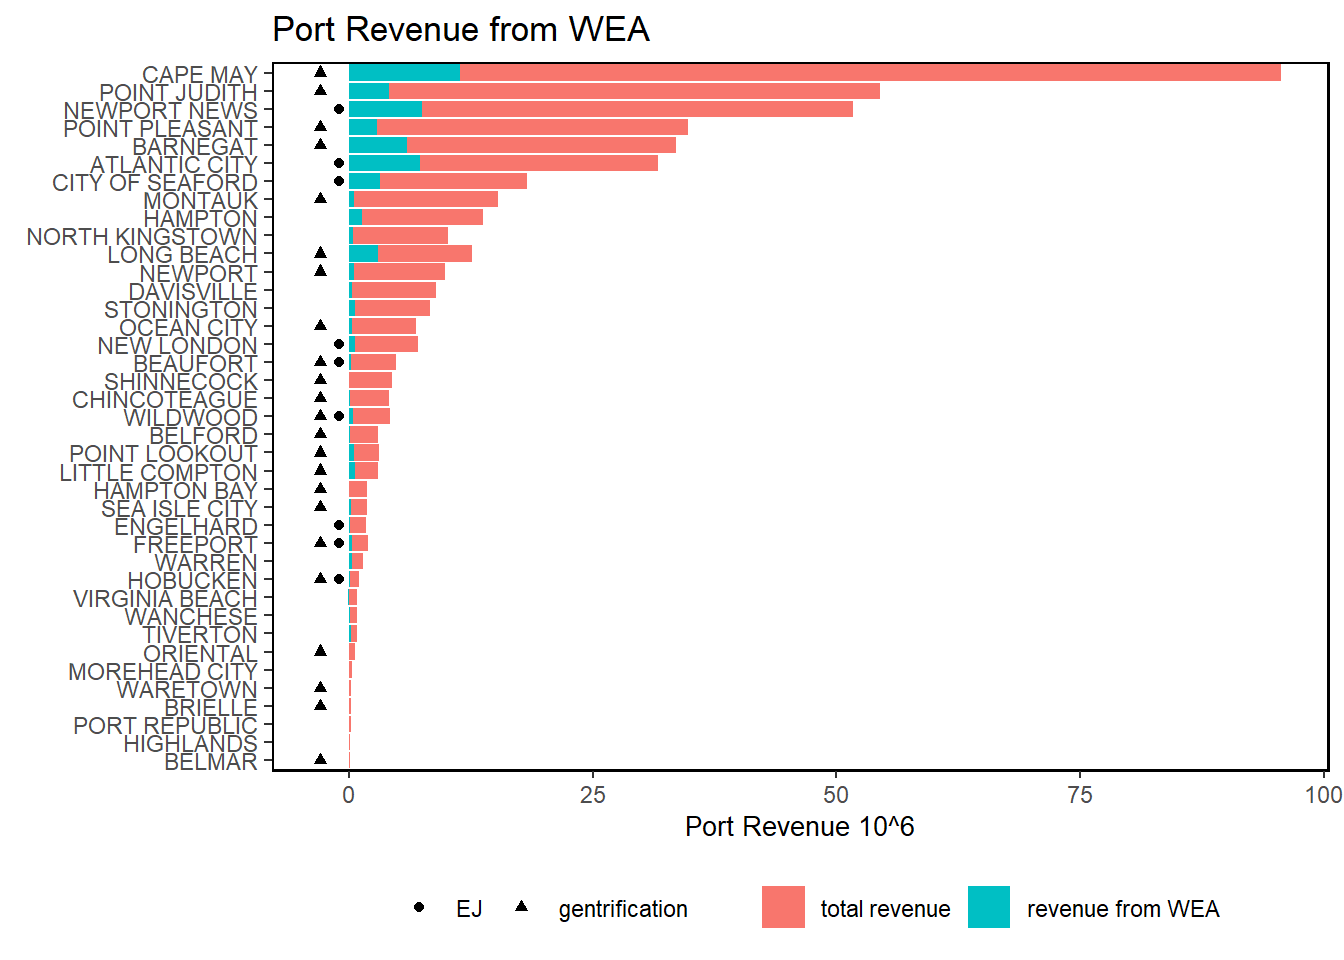 Port Revenue from WEA
CAPE MAY
POINT JUDITH
NEWPORT NEWS
POINT PLEASANT
BARNEGAT
ATLANTIC CITY
CITY OF SEAFORD
MONTAUK
HAMPTON
NORTH KINGSTOWN
LONG BEACH
NEWPORT
DAVISVILLE
STONINGTON
OCEAN CITY
NEW LONDON
BEAUFORT
SHINNECOCK
CHINCOTEAGUE
WILDWOOD
BELFORD
POINT LOOKOUT
LITTLE COMPTON
HAMPTON BAY
SEA ISLE CITY
ENGELHARD
FREEPORT
WARREN
HOBUCKEN
VIRGINIA BEACH
WANCHESE
TIVERTON
ORIENTAL
MOREHEAD CITY
WARETOWN
BRIELLE
PORT REPUBLIC
HIGHLANDS
BELMAR
0 25 50 75 100
Port Revenue 10^6
EJ gentrification total revenue revenue from WEA